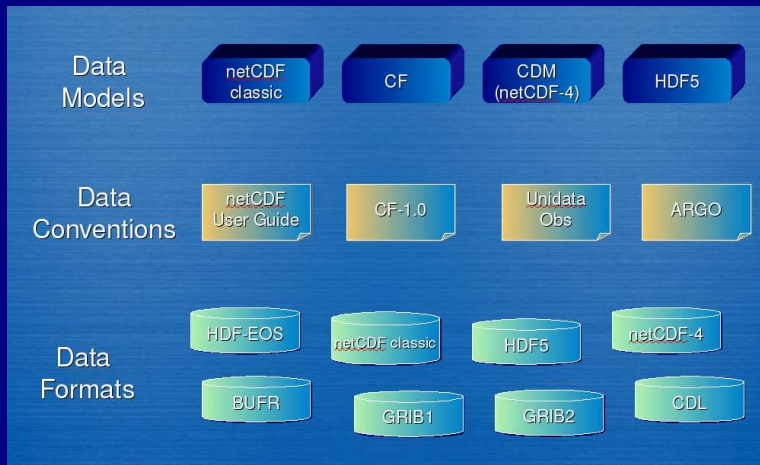 Data
Models
netCDF
classic
CF
CDM
(netCDF-4)
HDF5
Data
Conventions
netCDF
User Guide
CF-1.0
Unidata
Obs
ARGO
Data
Formats
HDF-EOS
netCDF classic
HDF5
netCDF-4
BUFR
GRIB1
GRIB2
CDL